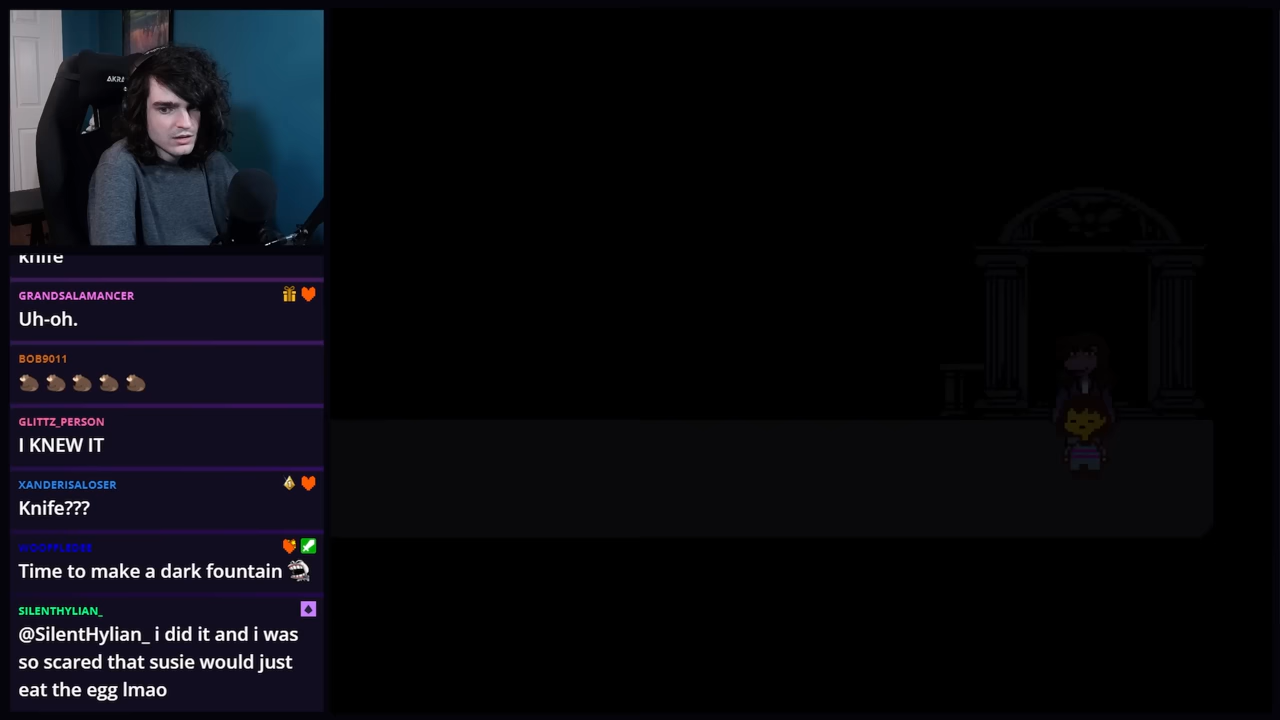 AKRA
knife
GRANDSALAMANCER
Uh-oh.
BOB9011
GLITTZ_PERSON
I KNEW IT
XANDERISALOSER
Knife???
Time to make a dark fountain
SILENTHYLIAN_
@SilentHylian_ i did it and i was
so scared that susie would just
eat the egg lmao